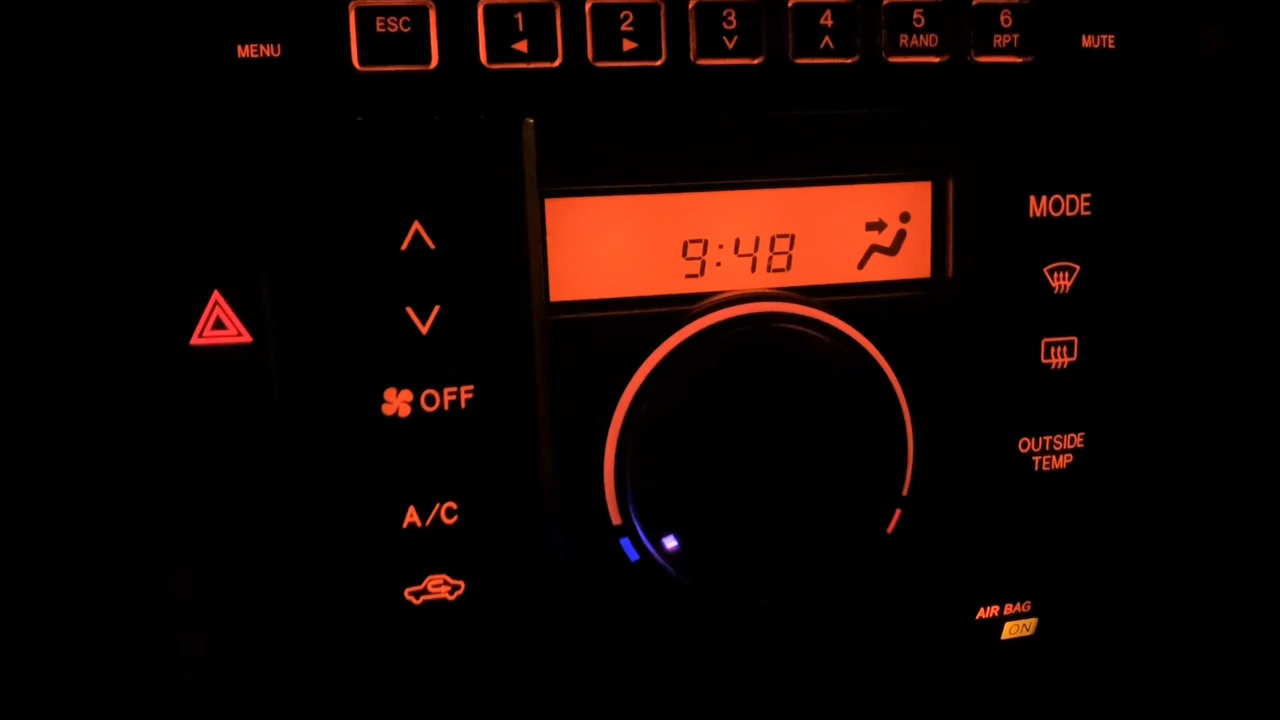 MENU
ESC
1
2
3
4
5
RAND
6
RPT
MUTE
9:48
MODE
OFF
OUTSIDE
TEMP
A/C
AIR BAG
ON